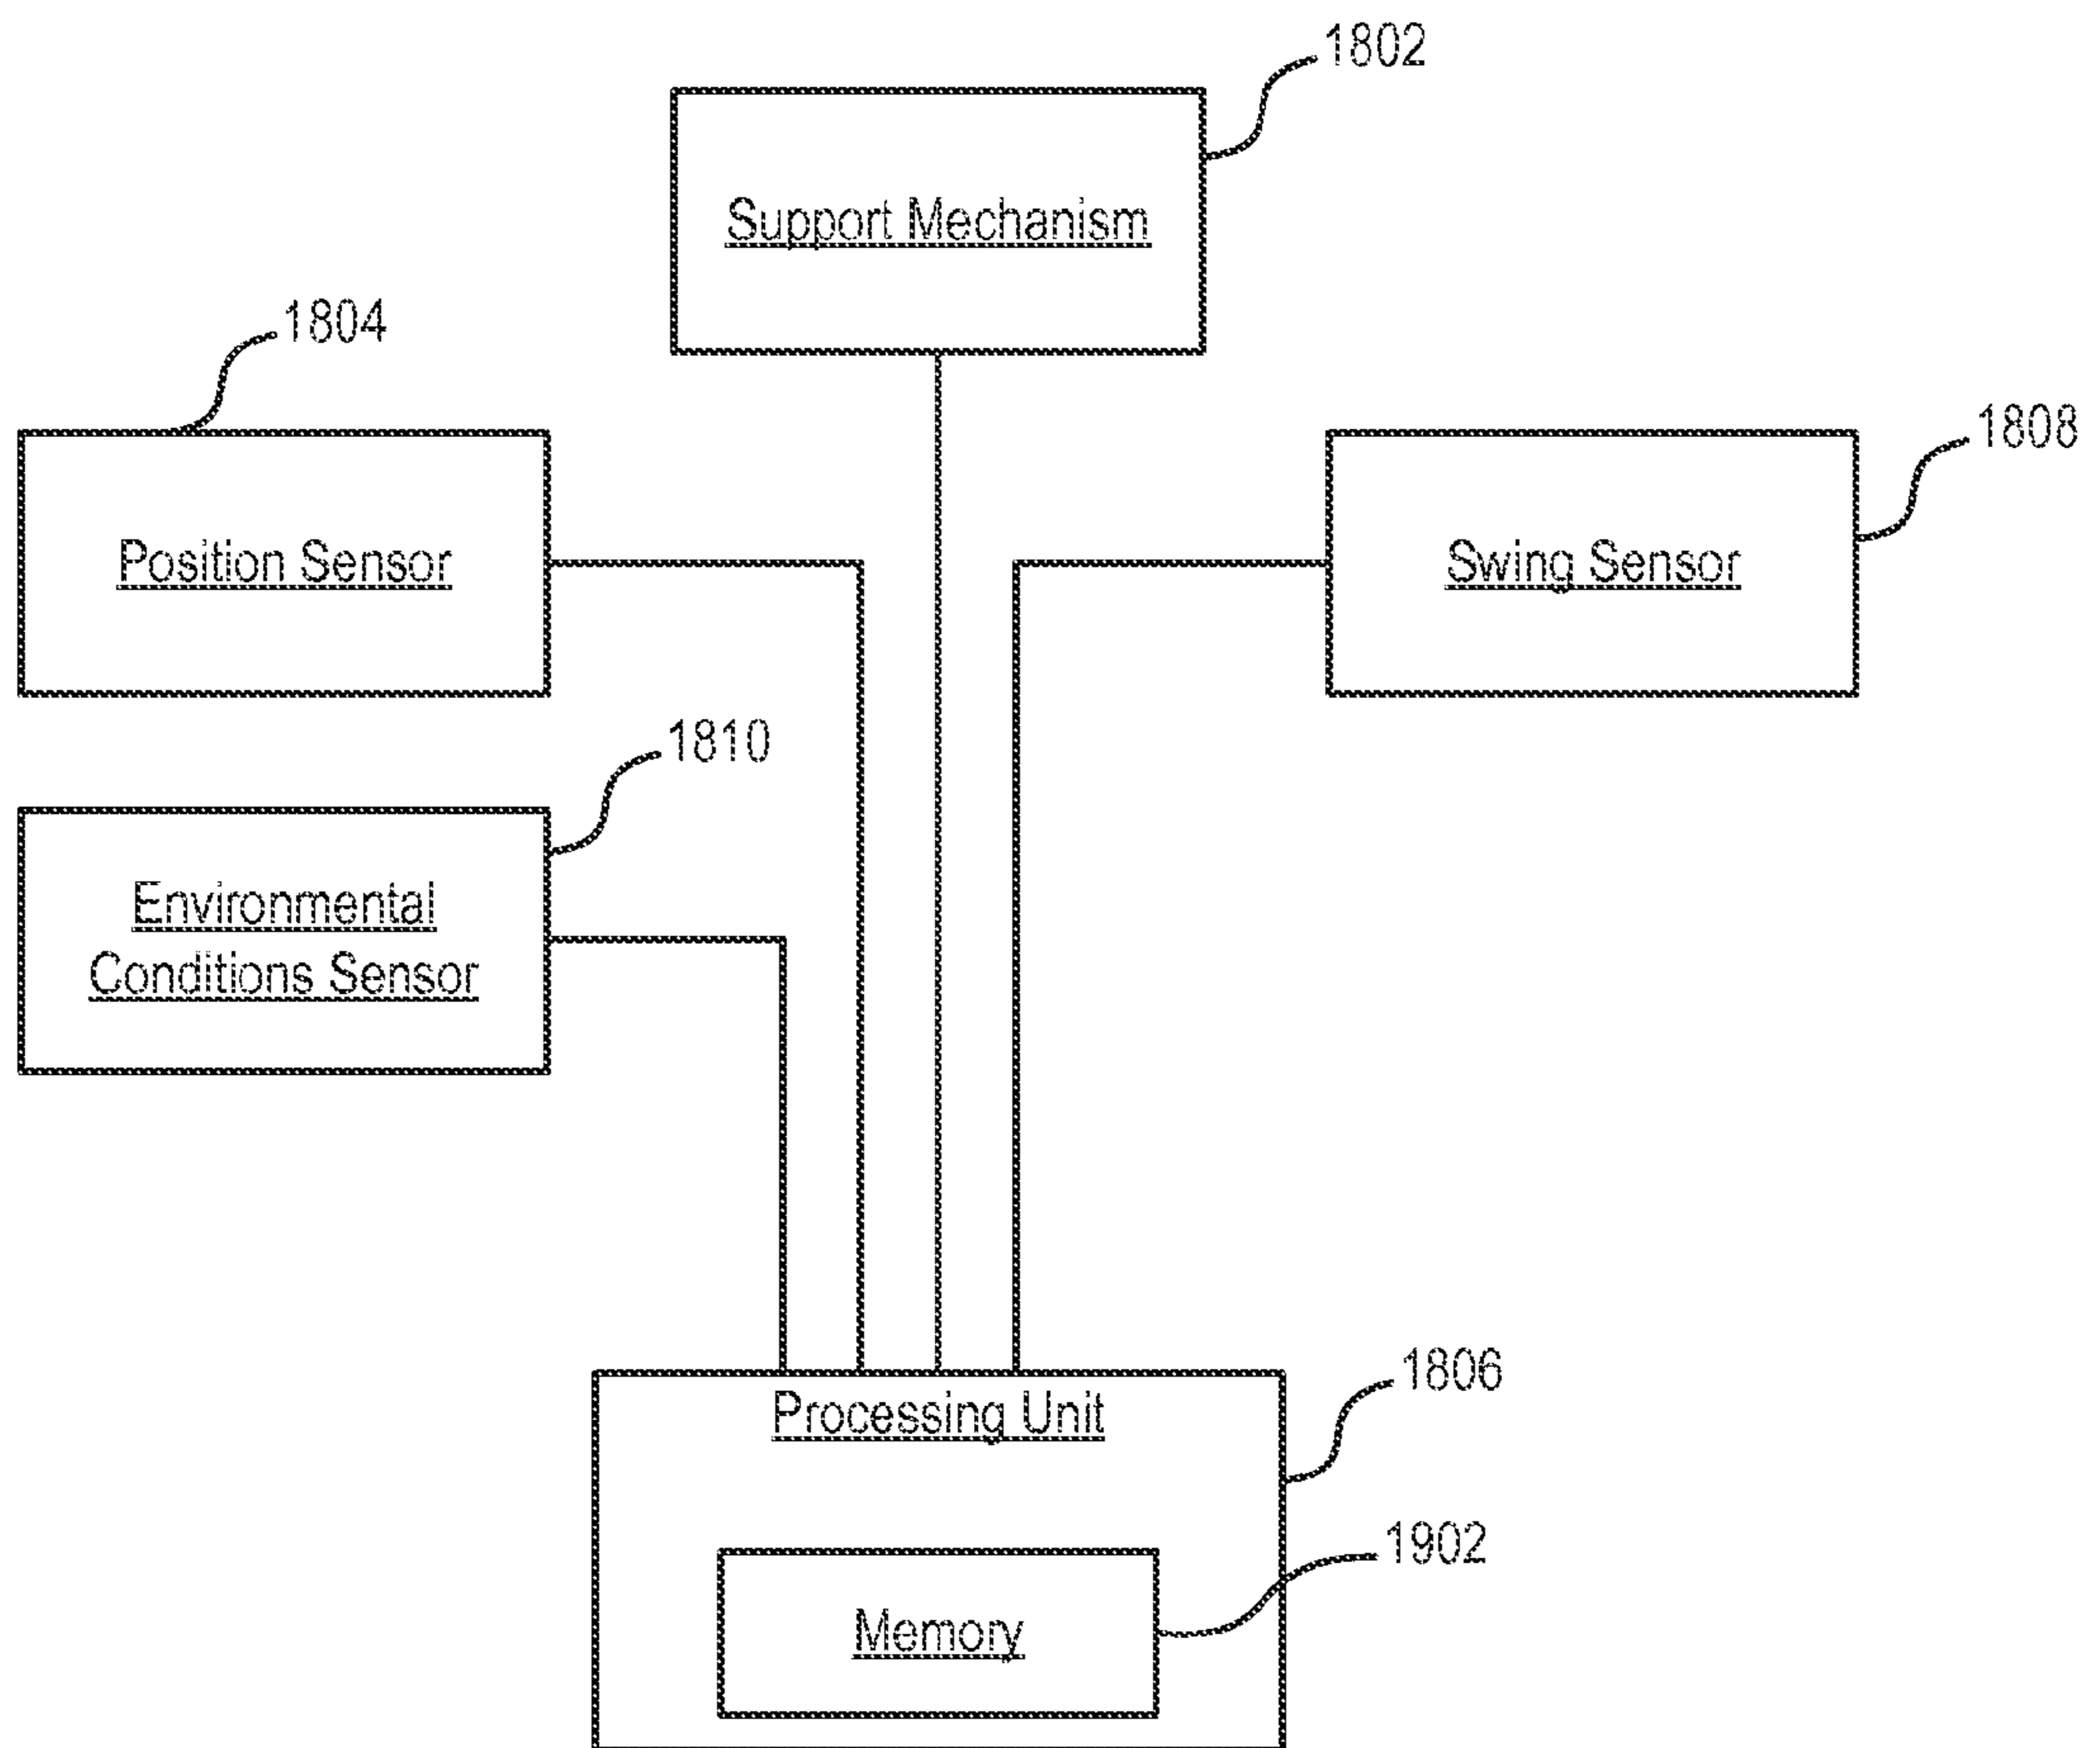 1802
Support Mechanism
1804
1808
Position Sensor
Swing Sensor
1810
Environmental
Conditions Sensor
1806
Processing Unit
1902
Memory